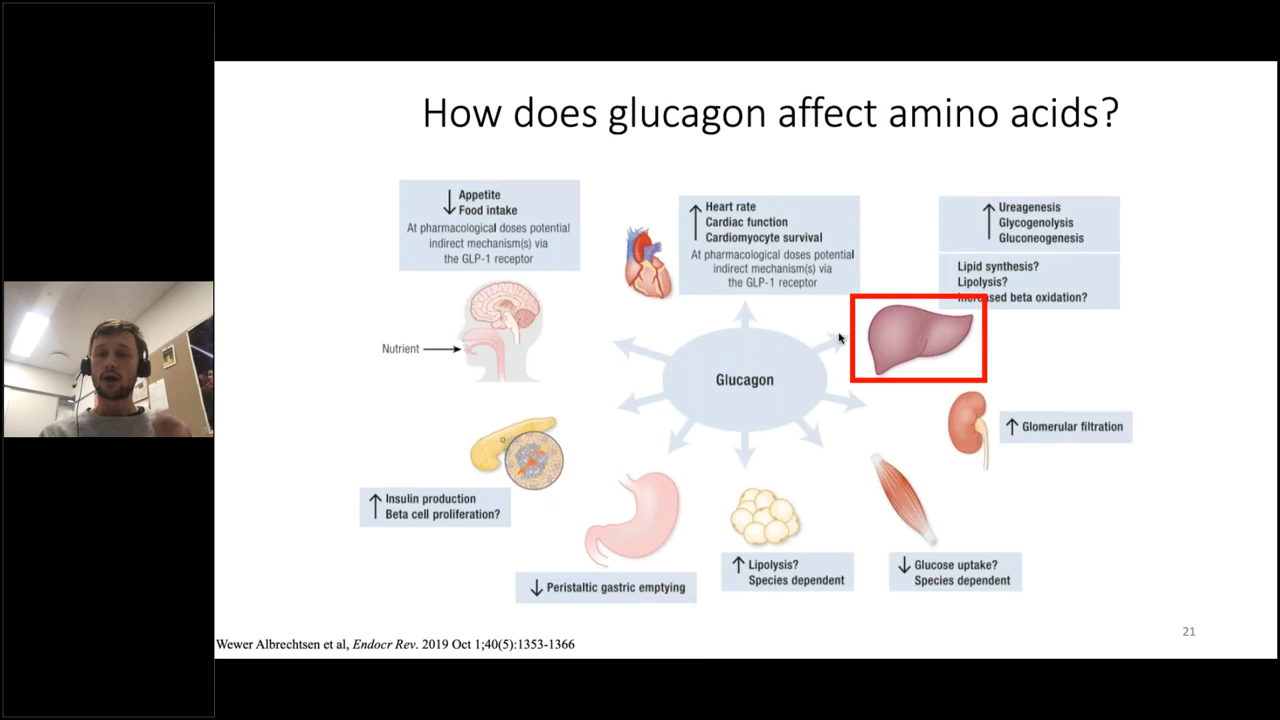 How does glucagon affect amino acids?
Appetite
Food intake
At pharmacological doses potential
indirect mechanism(s) via
the GLP-1 receptor
Heart rate
Cardiac function
Cardiomyocyte survival
At pharmacological doses potential
indirect mechanism(s) via
the GLP-1 receptor
Ureagenesis
Glycogenolysis
Gluconeogenesis
Lipid synthesis?
Lipolysis?
Increased beta oxidation?
Nutrient
Glucagon
Glomerular filtration
Insulin production
Beta cell proliferation?
Peristaltic gastric emptying
Lipolysis?
Species dependent
Glucose uptake?
Species dependent
Wewer Albrechtsen et al, Endocr Rev. 2019 Oct 1;40(5):1353-1366
21